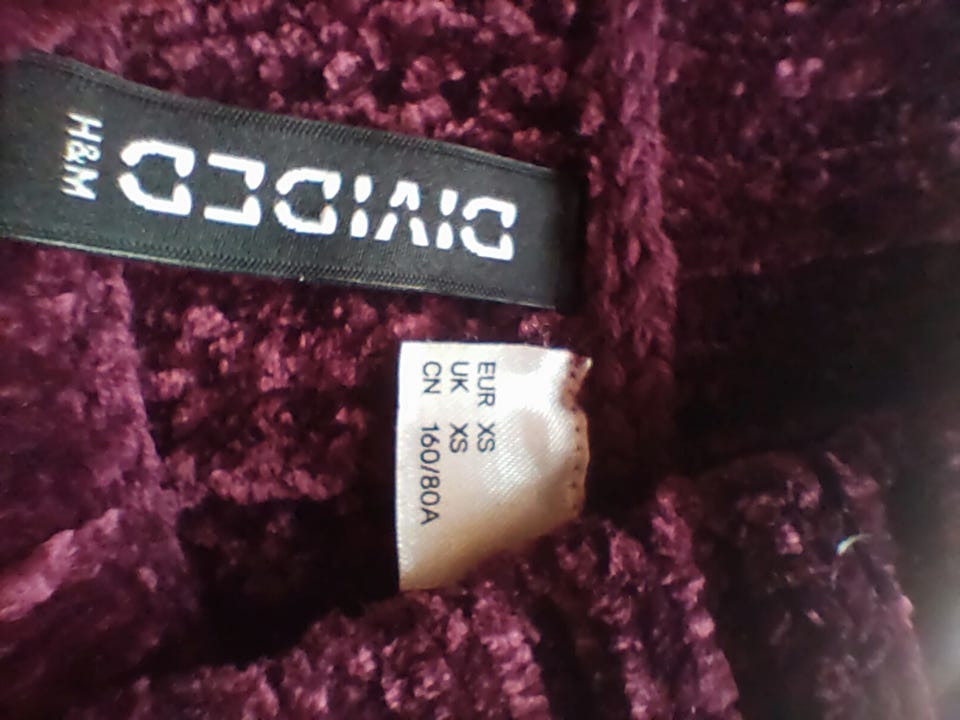 DIVIDED
H&M
EUR XS
UK XS
CN 160/80A